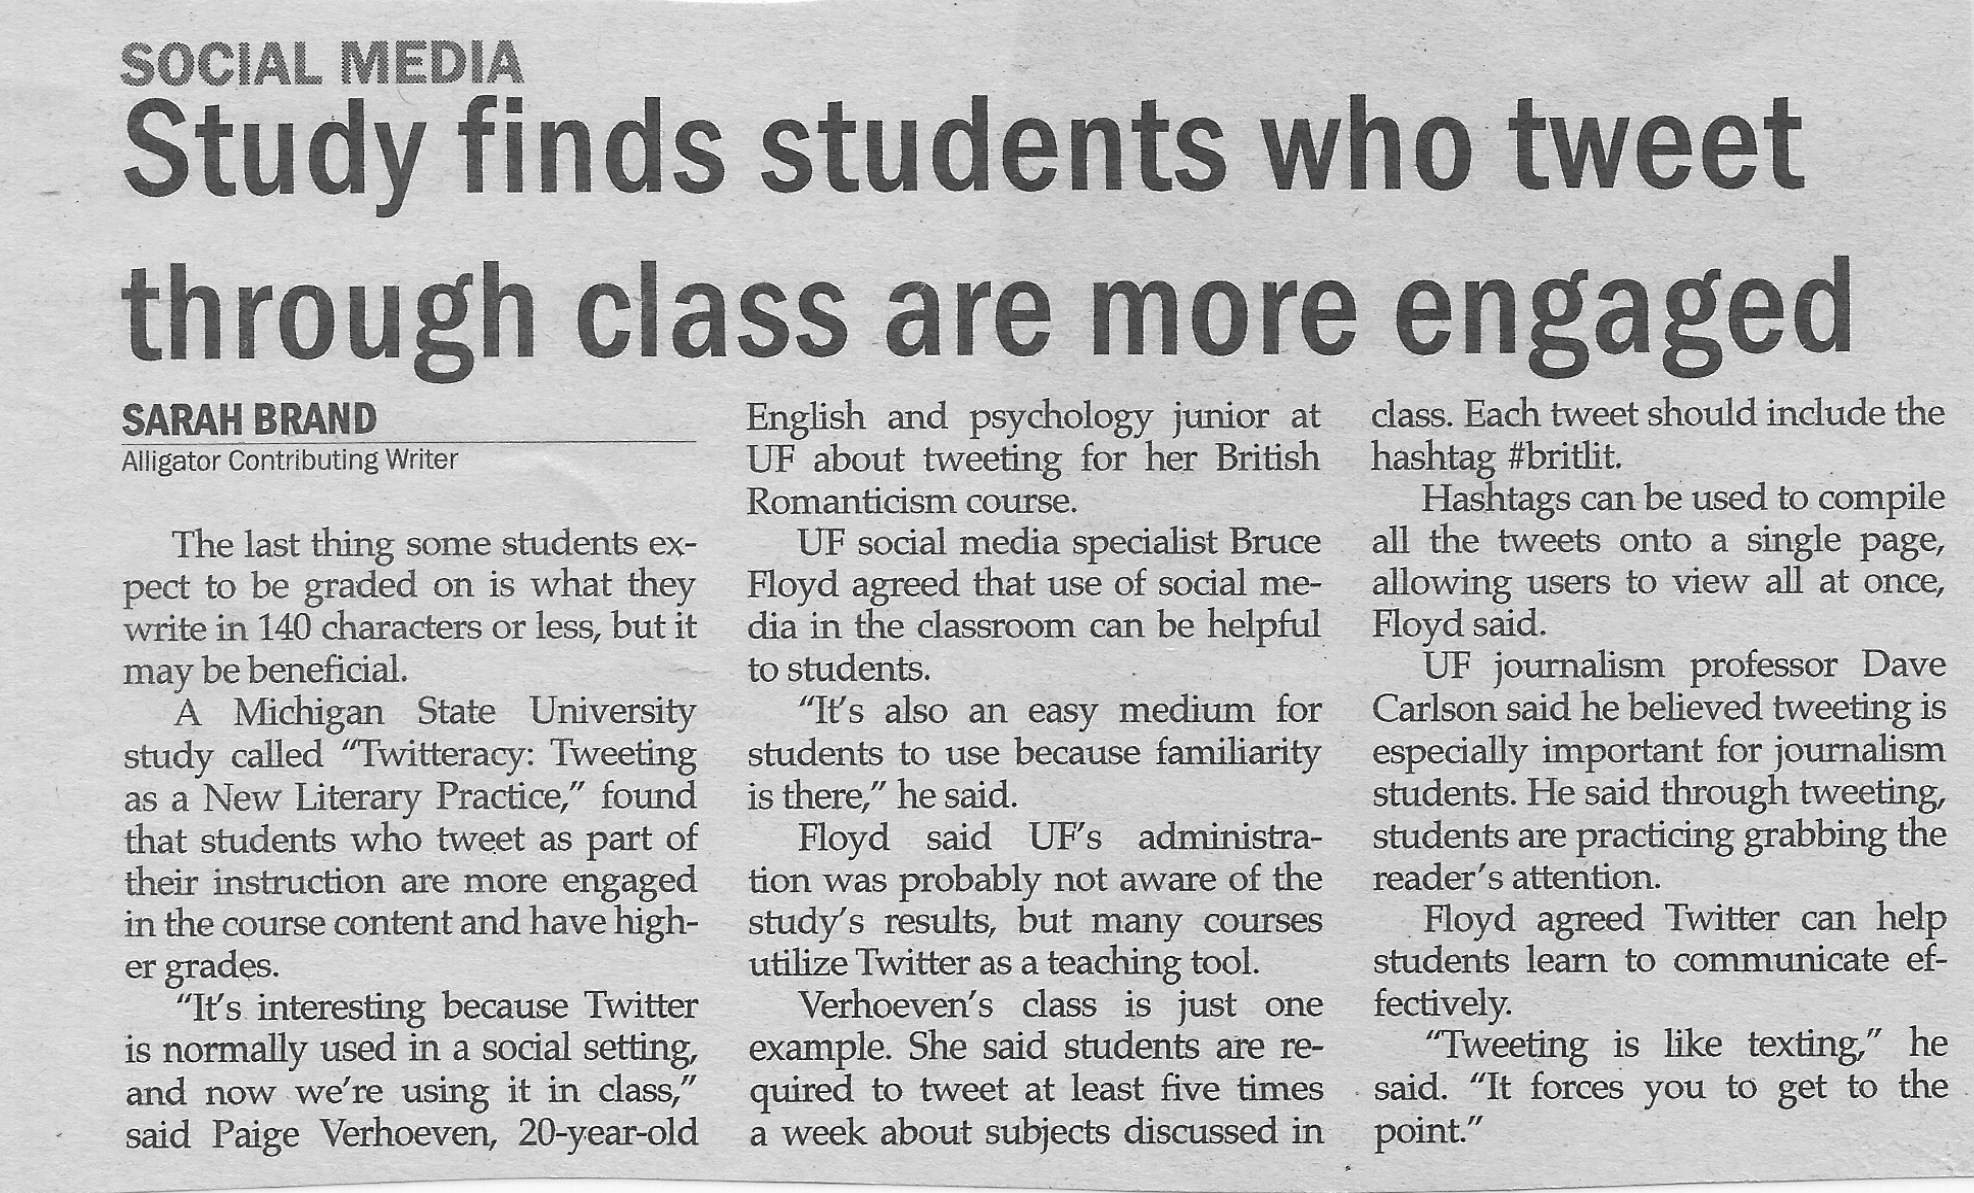 SOCIAL MEDIA
Study finds students who tweet
through class are more engaged
SARAH BRAND
Alligator Contributing Writer
The last thing some students ex-
pect to be graded on is what they
write in 140 characters or less, but it
may be beneficial.
A Michigan State University
study called “Twitteracy: Tweeting
as a New Literary Practice,” found
that students who tweet as part of
their instruction are more engaged
in the course content and have high-
er grades.
“It’s interesting because Twitter
is normally used in a social setting,
and now we’re using it in class,”
said Paige Verhoeven, 20-year-old
English and psychology junior at
UF about tweeting for her British
Romanticism course.
UF social media specialist Bruce
Floyd agreed that use of social me-
dia in the classroom can be helpful
to students.
“It’s also an easy medium for
students to use because familiarity
is there,” he said.
Floyd said UF’s administra-
tion was probably not aware of the
study’s results, but many courses
utilize Twitter as a teaching tool.
Verhoeven’s class is just one
example. She said students are re-
quired to tweet at least five times
a week about subjects discussed in
class. Each tweet should include the
hashtag #britlit.
Hashtags can be used to compile
all the tweets onto a single page,
allowing users to view all at once,
Floyd said.
UF journalism professor Dave
Carlson said he believed tweeting is
especially important for journalism
students. He said through tweeting,
students are practicing grabbing the
reader’s attention.
Floyd agreed Twitter can help
students learn to communicate ef-
fectively.
“Tweeting is like texting,” he
said. “It forces you to get to the
point.”